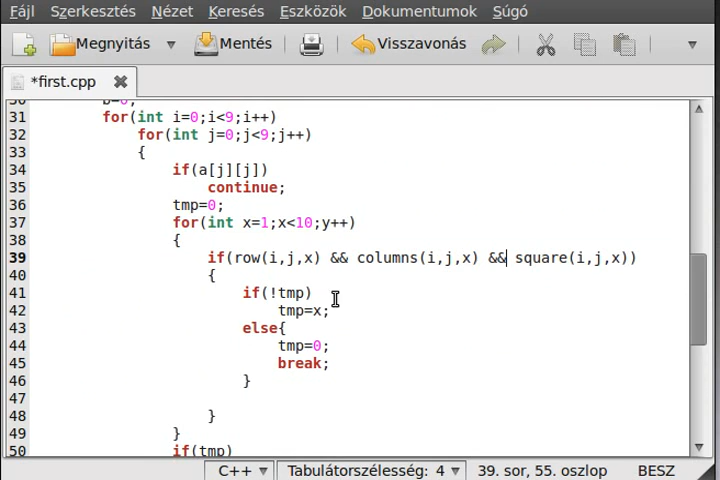 Fájl Szerkesztés Nézet Keresés Eszközök Dokumentumok Súgó
Megnyitás Mentés Visszavonás
*first.cpp
30 b=0;
31 for(int i=0;i<9;i++)
32 for(int j=0;j<9;j++)
33 {
34 if(a[j][j])
35 continue;
36 tmp=0;
37 for(int x=1;x<10;y++)
38 {
39 if(row(i,j,x) && columns(i,j,x) && square(i,j,x))
40 {
41 if(!tmp)
42 tmp=x;
43 else{
44 tmp=0;
45 break;
46 }
47
48 }
49 }
50 if(tmp)
C++ Tabulátorszélesség: 4 39. sor, 55. oszlop BESZ